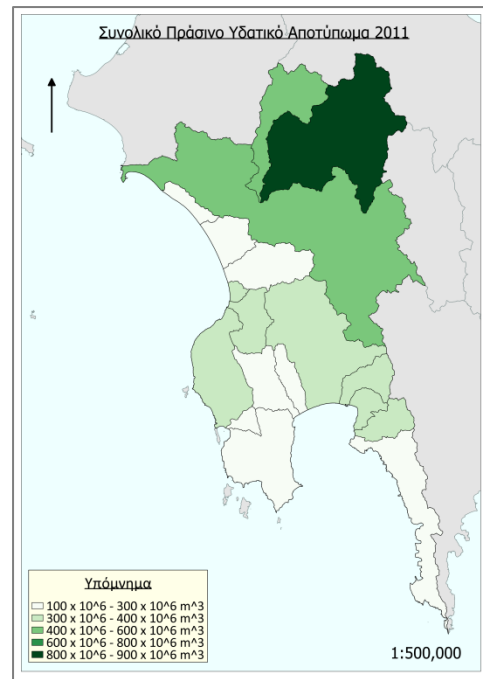 Συνολικό Πράσινο Υδατικό Αποτύπωμα 2011
Υπόμνημα
100 x 10^6 - 300 x 10^6 m^3
300 x 10^6 - 400 x 10^6 m^3
400 x 10^6 - 600 x 10^6 m^3
600 x 10^6 - 800 x 10^6 m^3
800 x 10^6 - 900 x 10^6 m^3
1:500,000